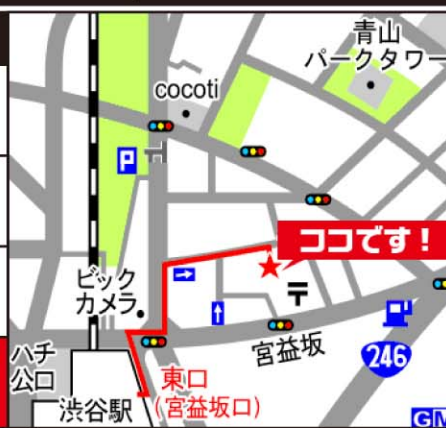 青山
パークタワー
cocoti
P
ココです！
ビック
カメラ
宮益坂
246
ハチ
公口
東口
(宮益坂口)
渋谷駅
GM